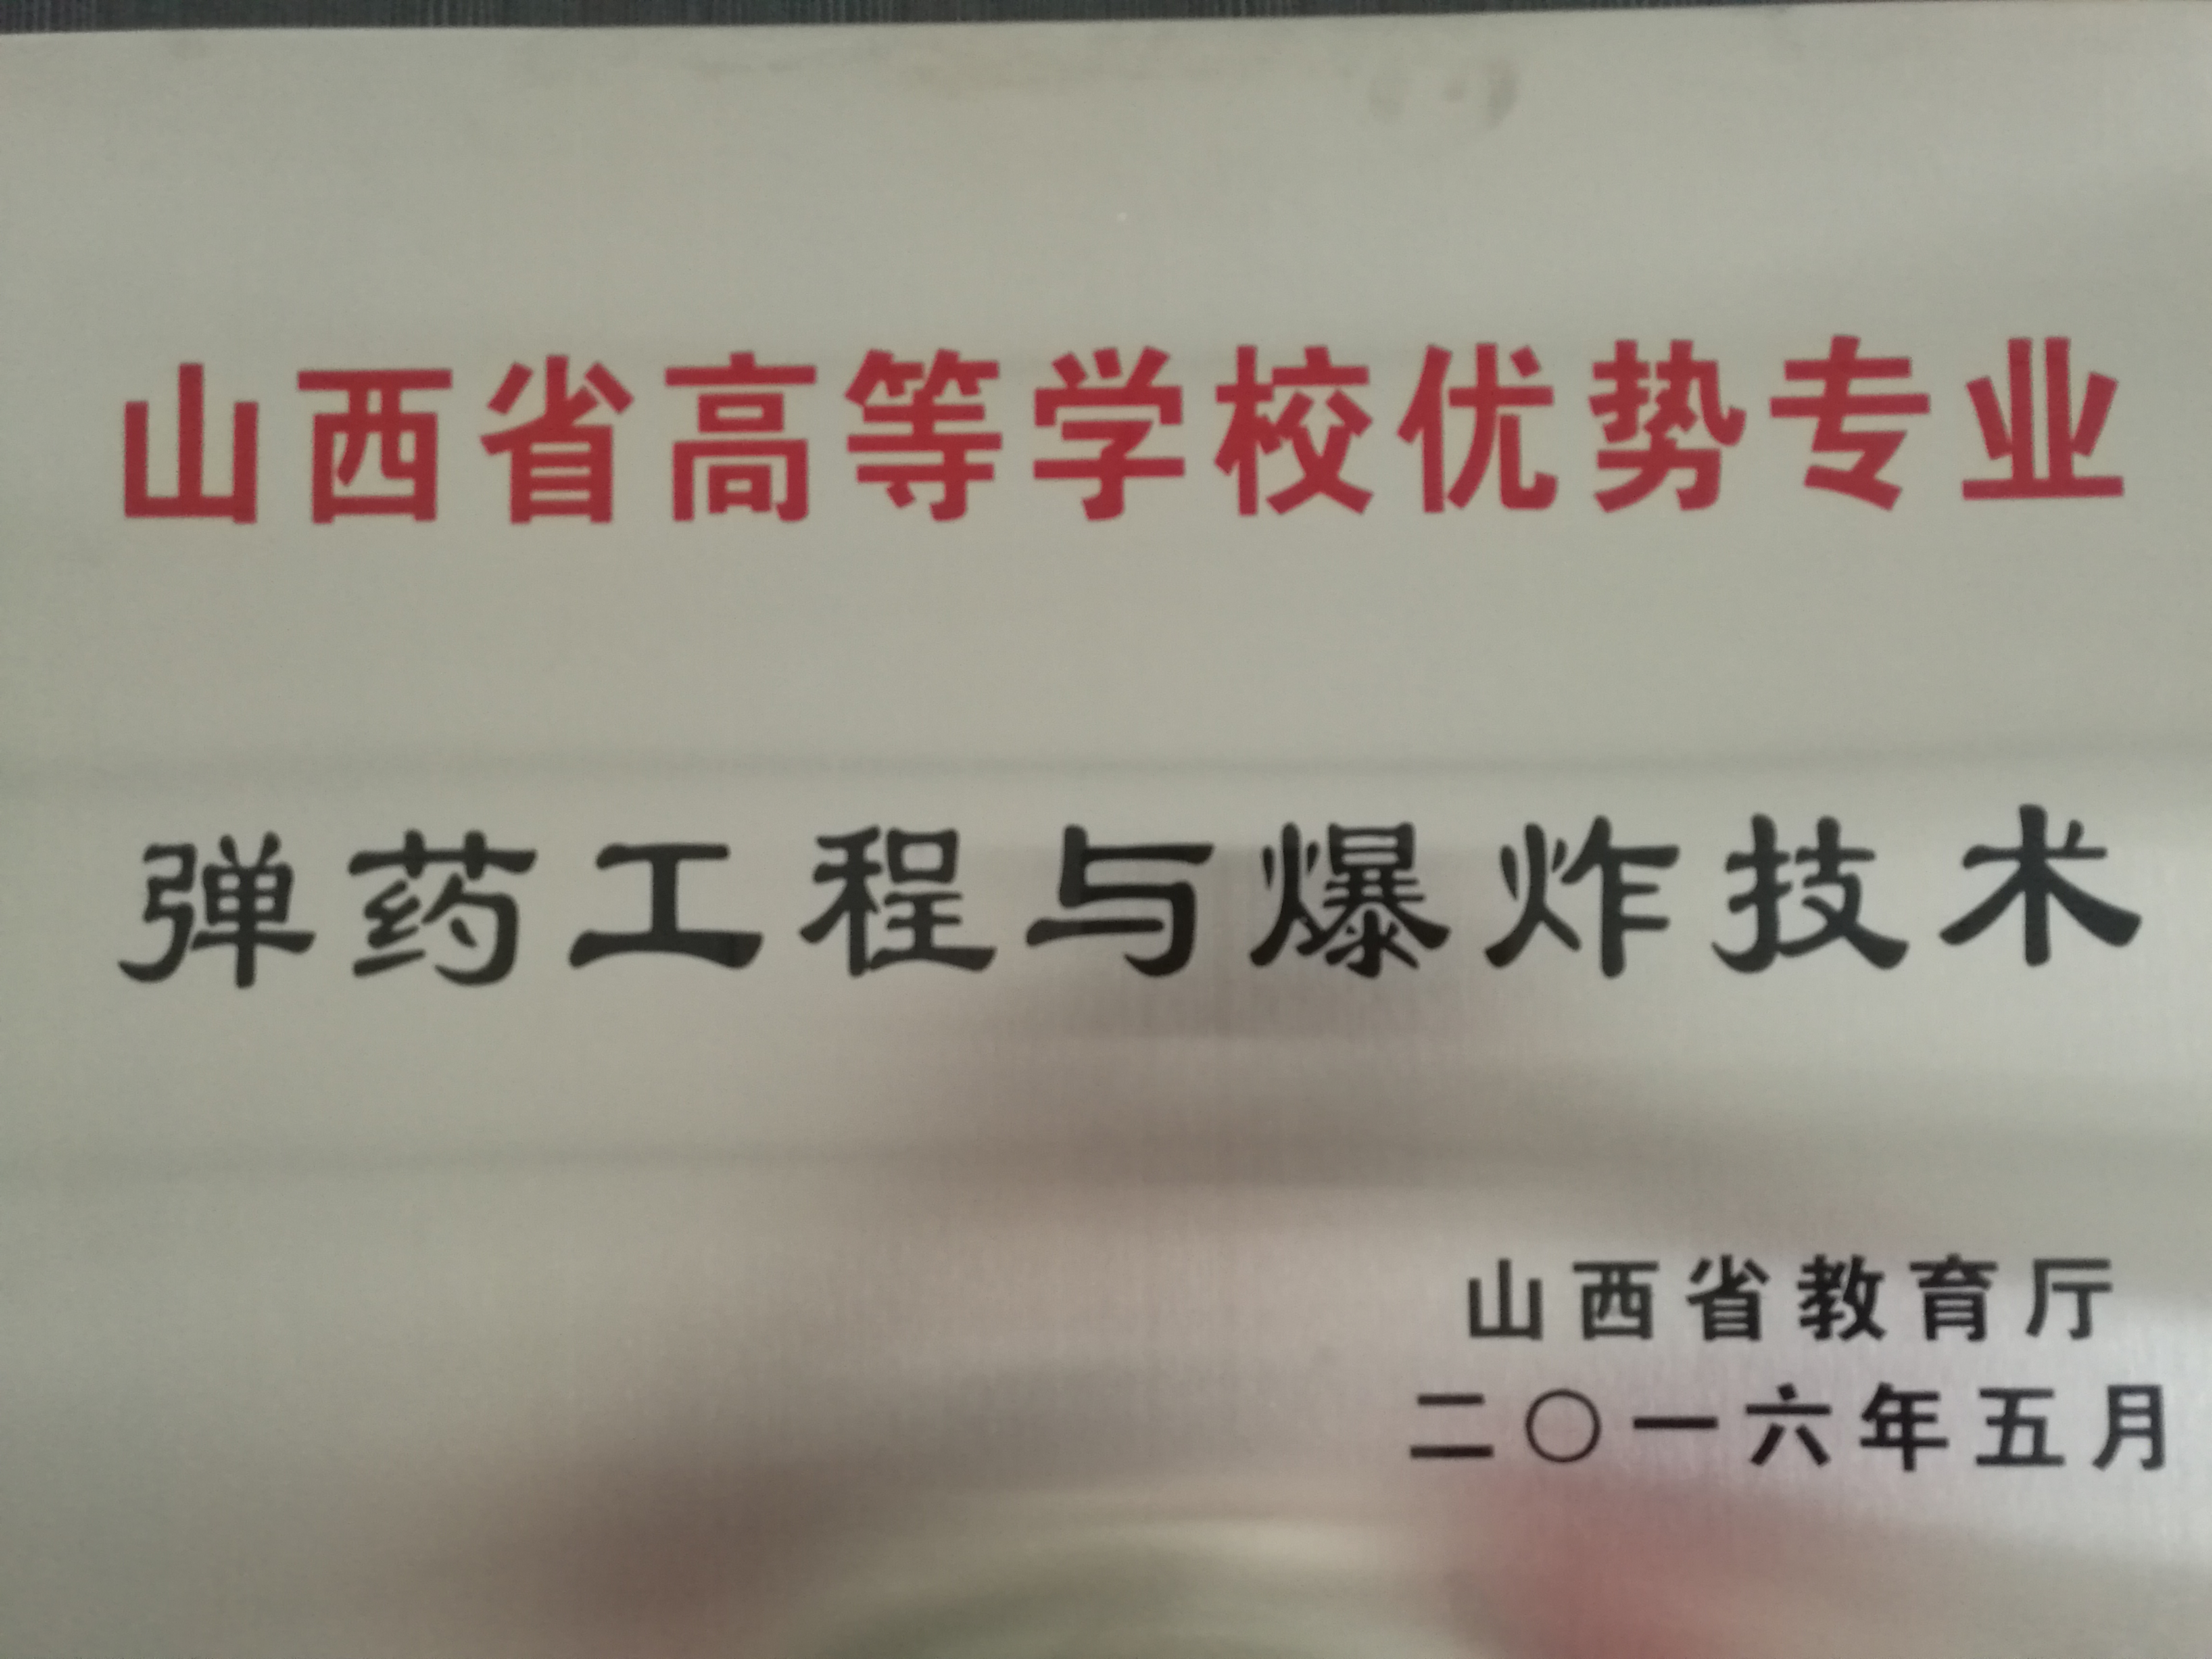 山西省高等学校优势专业
弹药工程与爆炸技术
山西省教育厅
二〇一六年五月